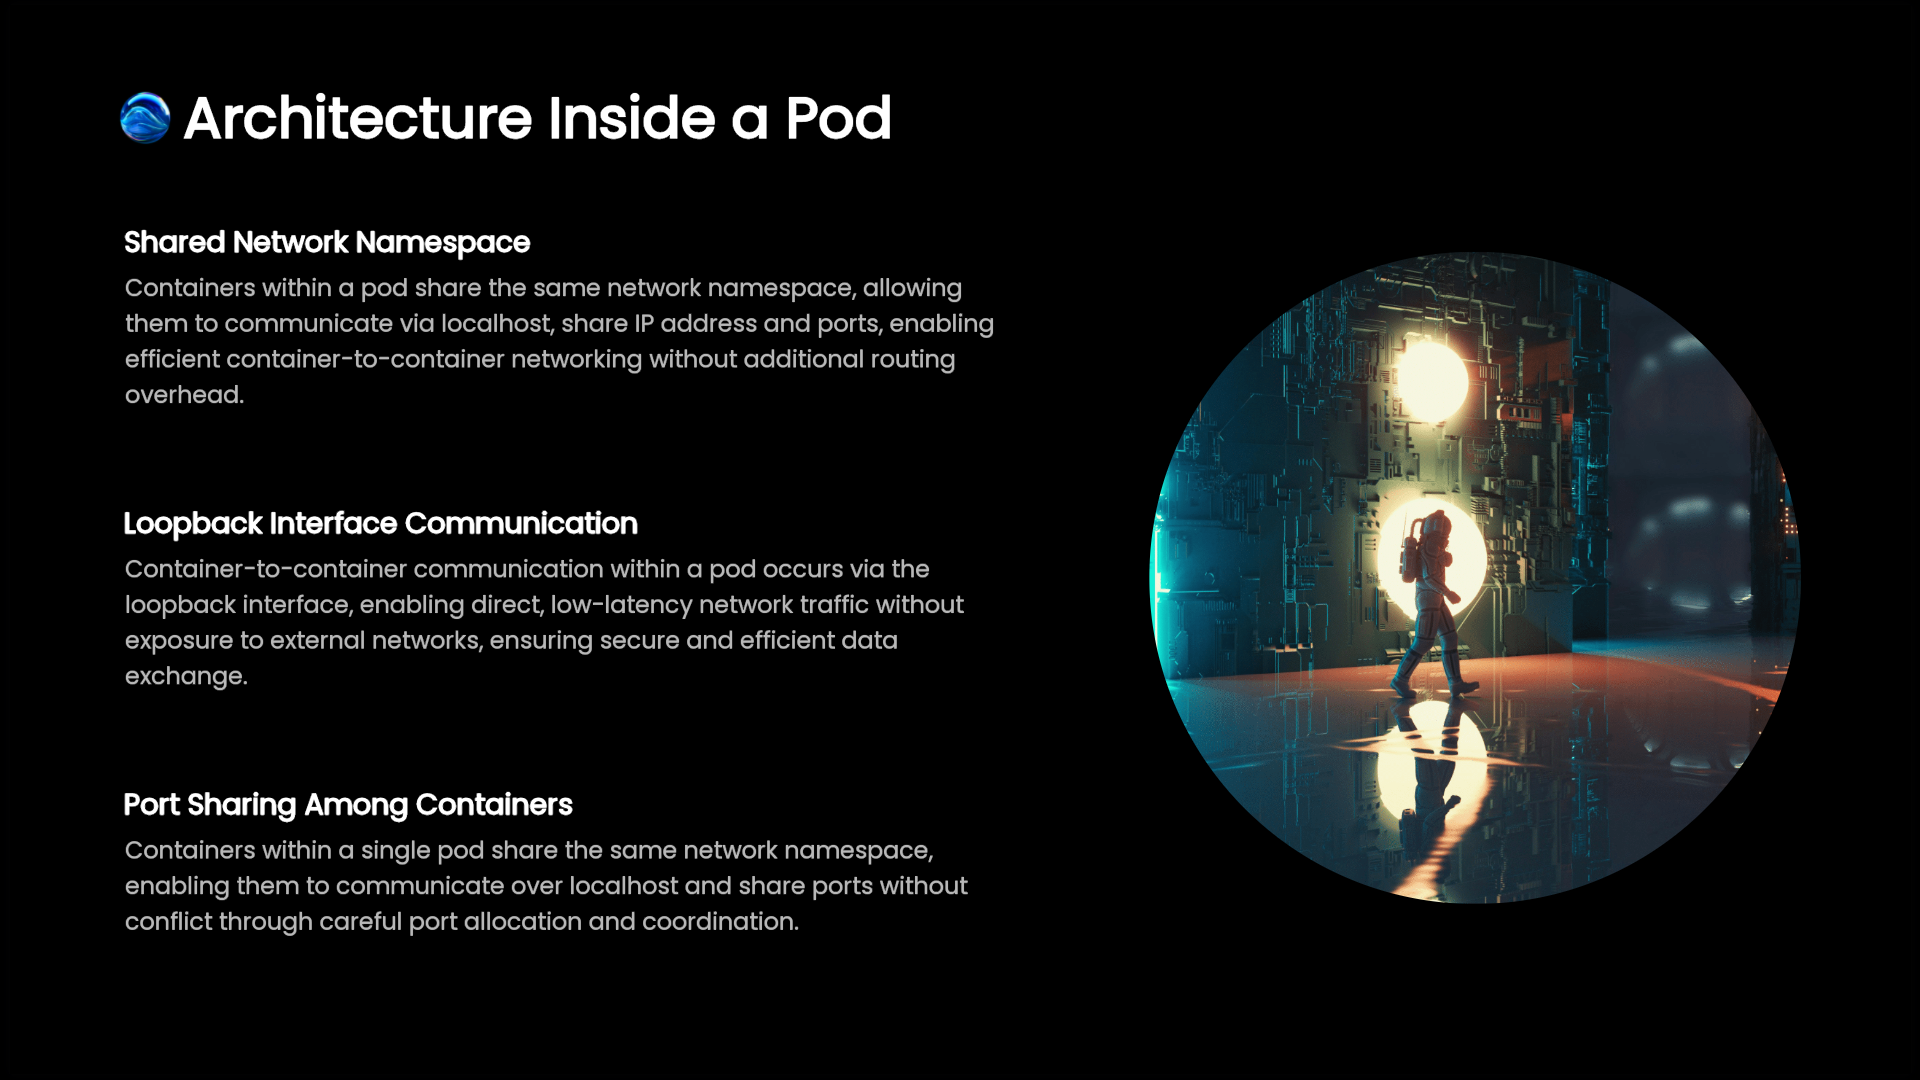 Architecture Inside a Pod
Shared Network Namespace
Containers within a pod share the same network namespace, allowing
them to communicate via localhost, share IP address and ports, enabling
efficient container-to-container networking without additional routing
overhead.
Loopback Interface Communication
Container-to-container communication within a pod occurs via the
loopback interface, enabling direct, low-latency network traffic without
exposure to external networks, ensuring secure and efficient data
exchange.
Port Sharing Among Containers
Containers within a single pod share the same network namespace,
enabling them to communicate over localhost and share ports without
conflict through careful port allocation and coordination.